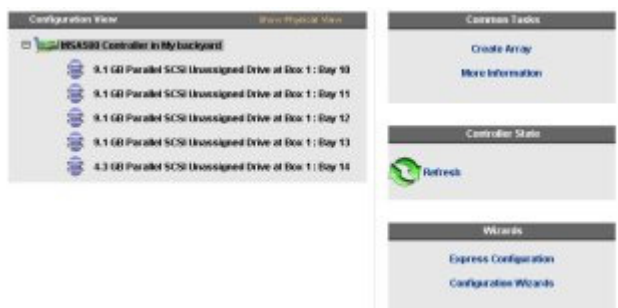 Configuration View
Show Physical View
MSA500 Controller in My backyard
9.1 GB Parallel SCSI Unassigned Drive at Box 1 : Bay 10
9.1 GB Parallel SCSI Unassigned Drive at Box 1 : Bay 11
9.1 GB Parallel SCSI Unassigned Drive at Box 1 : Bay 12
9.1 GB Parallel SCSI Unassigned Drive at Box 1 : Bay 13
4.3 GB Parallel SCSI Unassigned Drive at Box 1 : Bay 14
Common Tasks
Create Array
More Information
Controller State
Refresh
Wizards
Express Configuration
Configuration Wizards